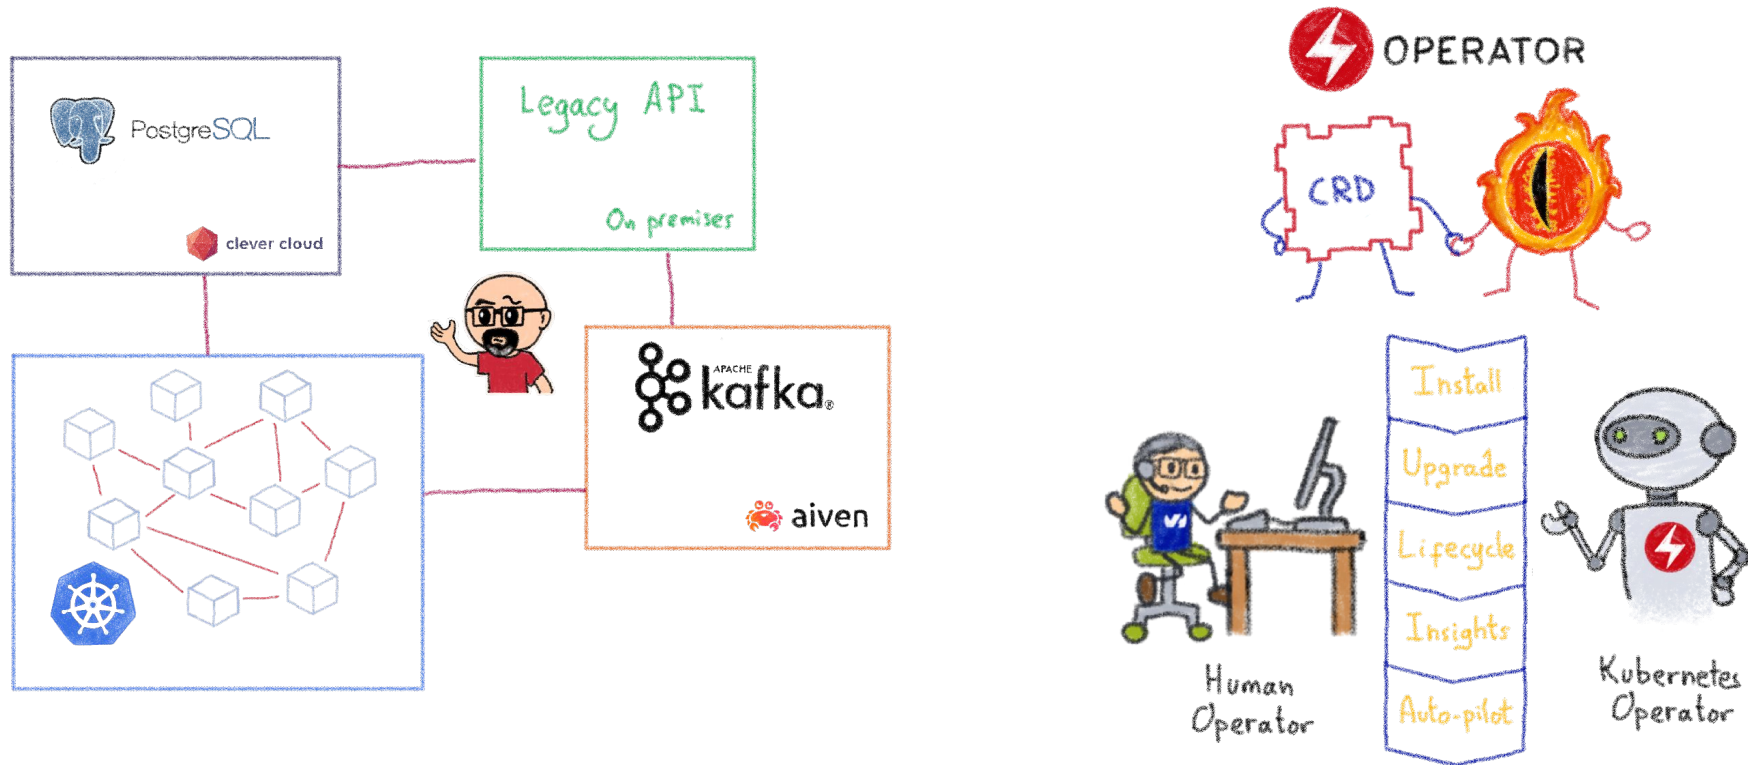 PostgreSQL
clever cloud
Legacy API
On premises
APACHE
kafka®
aiven
OPERATOR
CRD
Install
Upgrade
Lifecycle
Insights
Auto-pilot
Human
Operator
Kubernetes
Operator